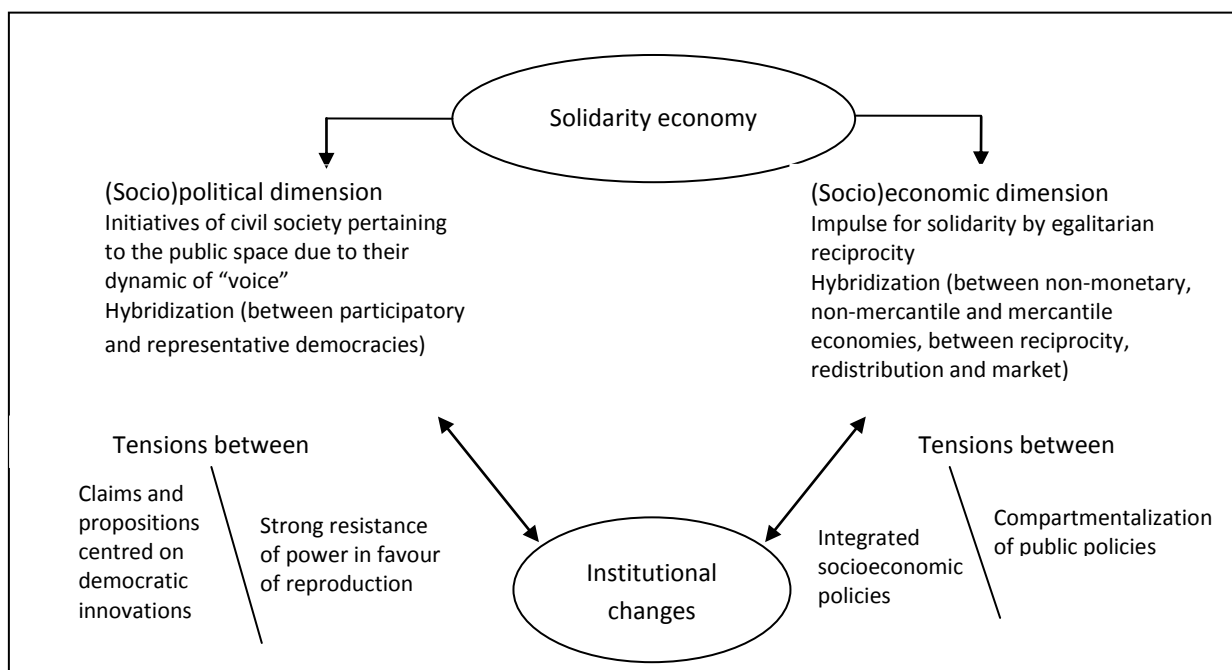 Solidarity economy
(Socio)political dimension
Initiatives of civil society pertaining
to the public space due to their
dynamic of “voice”
Hybridization (between participatory
and representative democracies)
(Socio)economic dimension
Impulse for solidarity by egalitarian
reciprocity
Hybridization (between non-monetary,
non-mercantile and mercantile
economies, between reciprocity,
redistribution and market)
Tensions between
Claims and
propositions
centred on
democratic
innovations
Strong resistance
of power in favour
of reproduction
Institutional
changes
Tensions between
Integrated
socioeconomic
policies
Compartmentalization
of public policies